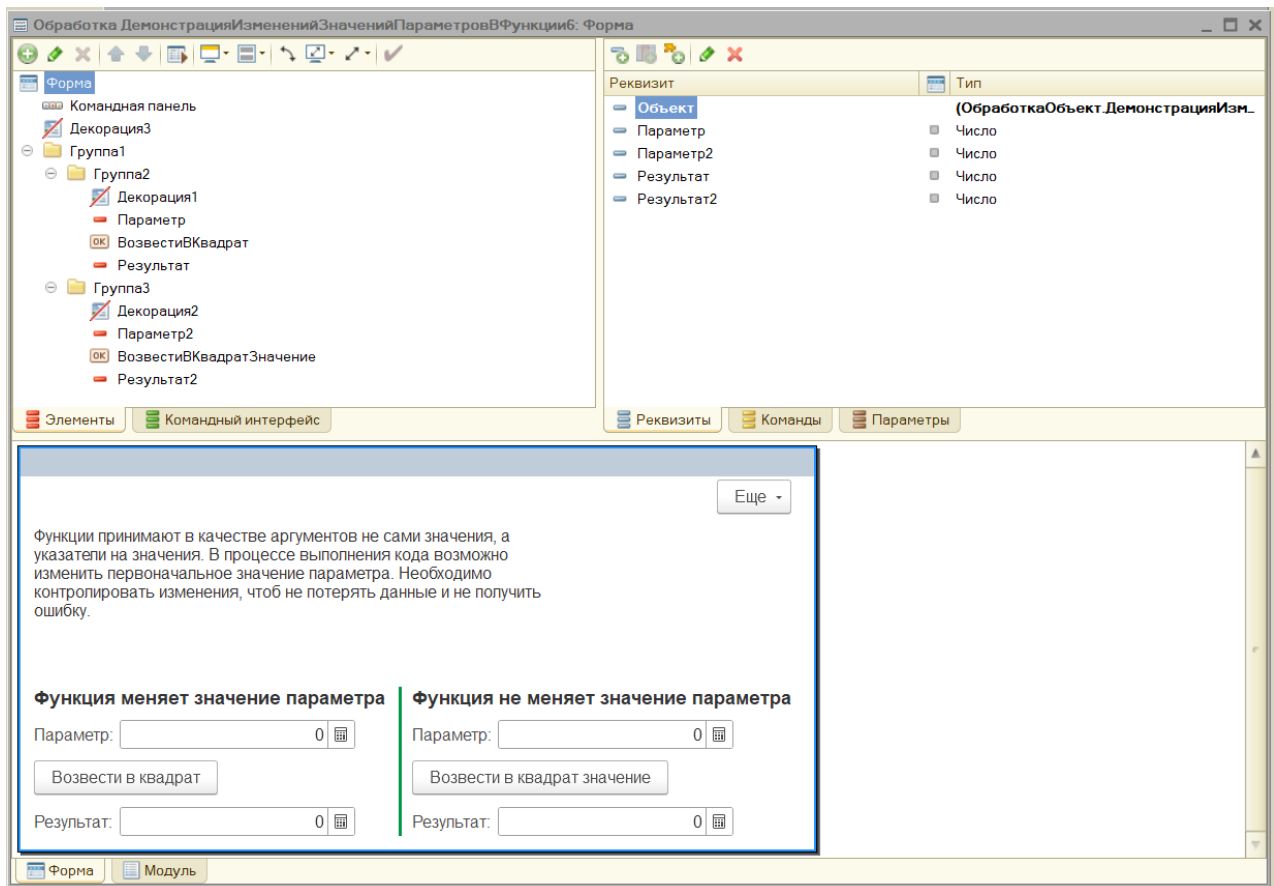 Обработка ДемонстрацияИзмененийЗначенийПараметровВФункции6: Форма
Форма
Командная панель
Декорация3
Группа1
Группа2
Декорация1
Параметр
ВозвестиВКвадрат
Результат
Группа3
Декорация2
Параметр2
ВозвестиВКвадратЗначение
Результат2
Элементы
Командный интерфейс
Реквизит Тип
Объект (ОбработкаОбъект.ДемонстрацияИзм...
Параметр Число
Параметр2 Число
Результат Число
Результат2 Число
Реквизиты
Команды
Параметры
Еще
Функции принимают в качестве аргументов не сами значения, а
указатели на значения. В процессе выполнения кода возможно
изменить первоначальное значение параметра. Необходимо
контролировать изменения, чтоб не потерять данные и не получить
ошибку.
Функция меняет значение параметра
Параметр: 0
Возвести в квадрат
Результат: 0
Функция не меняет значение параметра
Параметр: 0
Возвести в квадрат значение
Результат: 0
Форма
Модуль